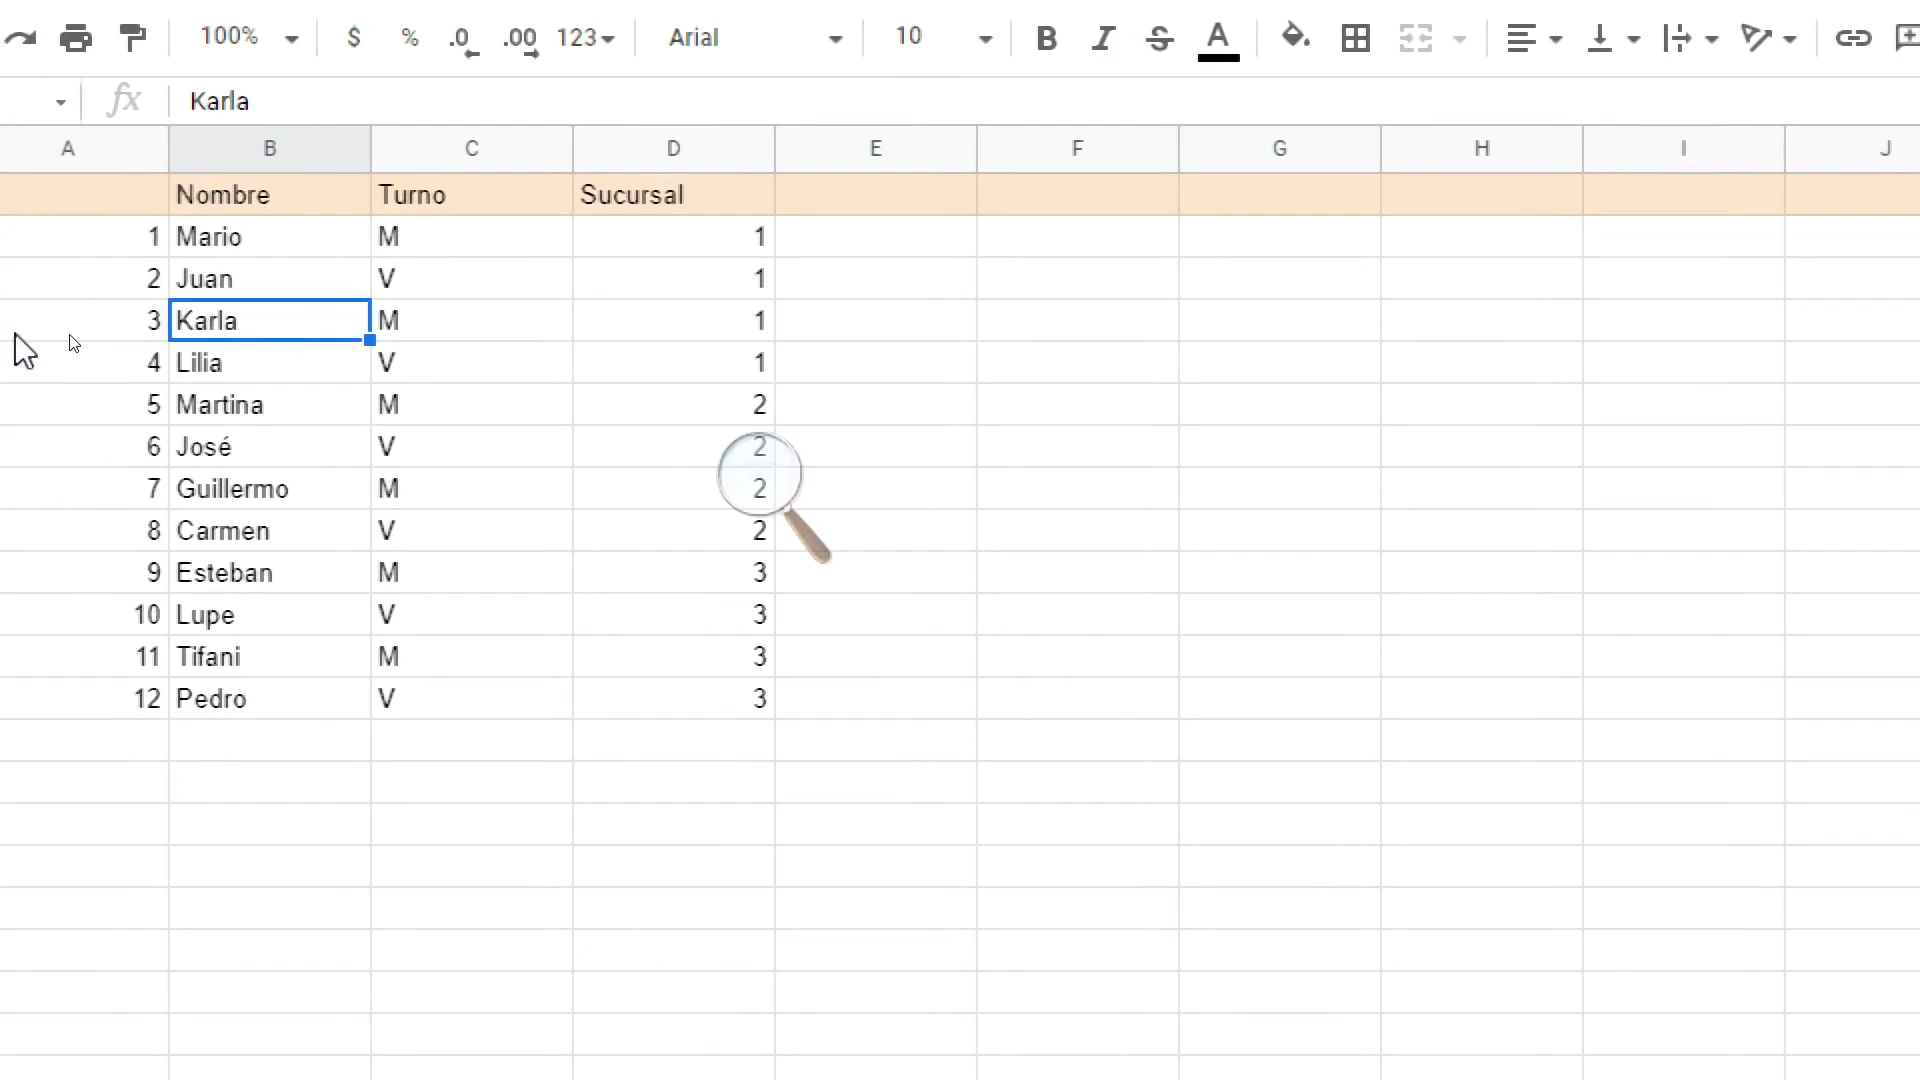 100% $ % .0 .00 123 Arial 10 B I S A
fx Karla
A B C D E F G H I J
Nombre Turno Sucursal
1 Mario M 1
2 Juan V 1
3 Karla M 1
4 Lilia V 1
5 Martina M 2
6 José V 2
7 Guillermo M 2
8 Carmen V 2
9 Esteban M 3
10 Lupe V 3
11 Tifani M 3
12 Pedro V 3